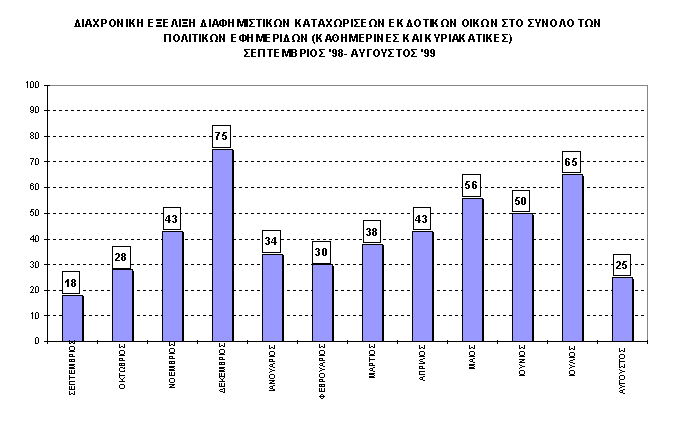 ΔΙΑΧΡΟΝΙΚΗ ΕΞΕΛΙΞΗ ΔΙΑΦΗΜΙΣΤΙΚΩΝ ΚΑΤΑΧΩΡΙΣΕΩΝ ΕΚΔΟΤΙΚΩΝ ΟΙΚΩΝ ΣΤΟ ΣΥΝΟΛΟ ΤΩΝ
ΠΟΛΙΤΙΚΩΝ ΕΦΗΜΕΡΙΔΩΝ (ΚΑΘΗΜΕΡΙΝΕΣ ΚΑΙ ΚΥΡΙΑΚΑΤΙΚΕΣ)
ΣΕΠΤΕΜΒΡΙΟΣ '98- ΑΥΓΟΥΣΤΟΣ '99
100
90
80
70
60
50
40
30
20
10
0
18
28
43
75
34
30
38
43
56
50
65
25
ΣΕΠΤΕΜΒΡΙΟΣ
ΟΚΤΩΒΡΙΟΣ
ΝΟΕΜΒΡΙΟΣ
ΔΕΚΕΜΒΡΙΟΣ
ΙΑΝΟΥΑΡΙΟΣ
ΦΕΒΡΟΥΑΡΙΟΣ
ΜΑΡΤΙΟΣ
ΑΠΡΙΛΙΟΣ
ΜΑΙΟΣ
ΙΟΥΝΙΟΣ
ΙΟΥΛΙΟΣ
ΑΥΓΟΥΣΤΟΣ